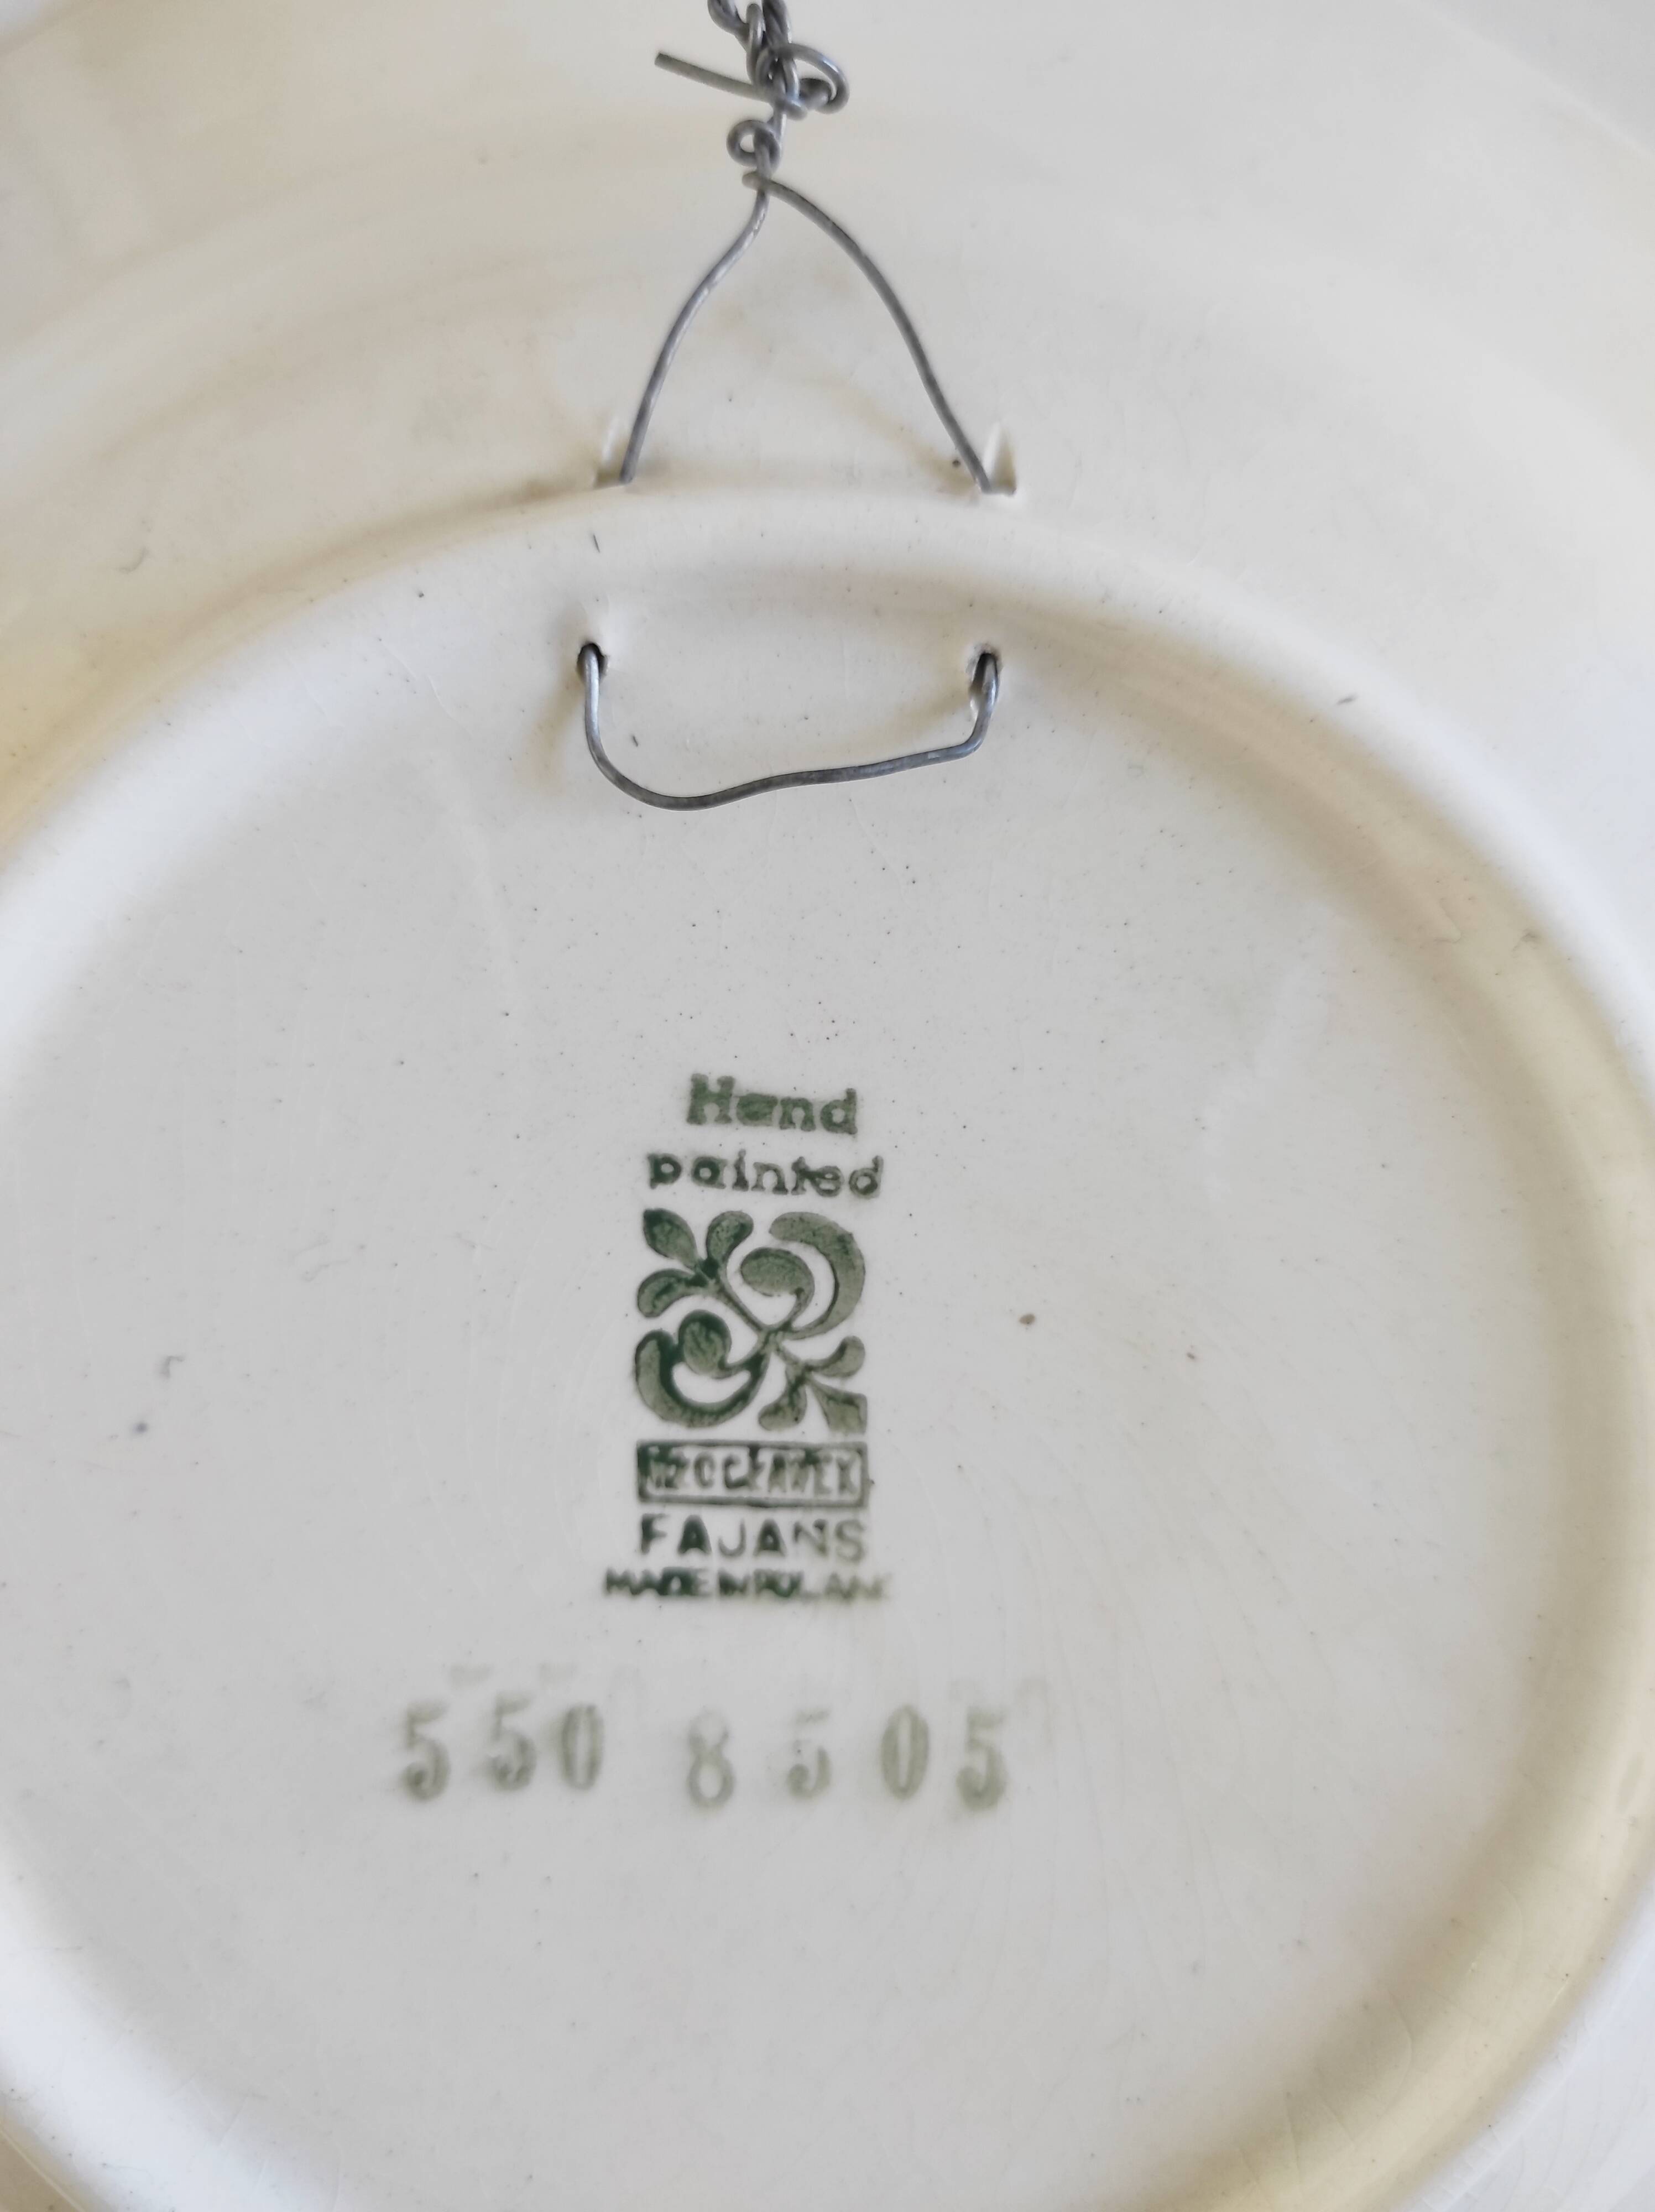 Hand
painted
WŁOCŁAWEK
FAJANS
MADE IN POLAND
550 8505